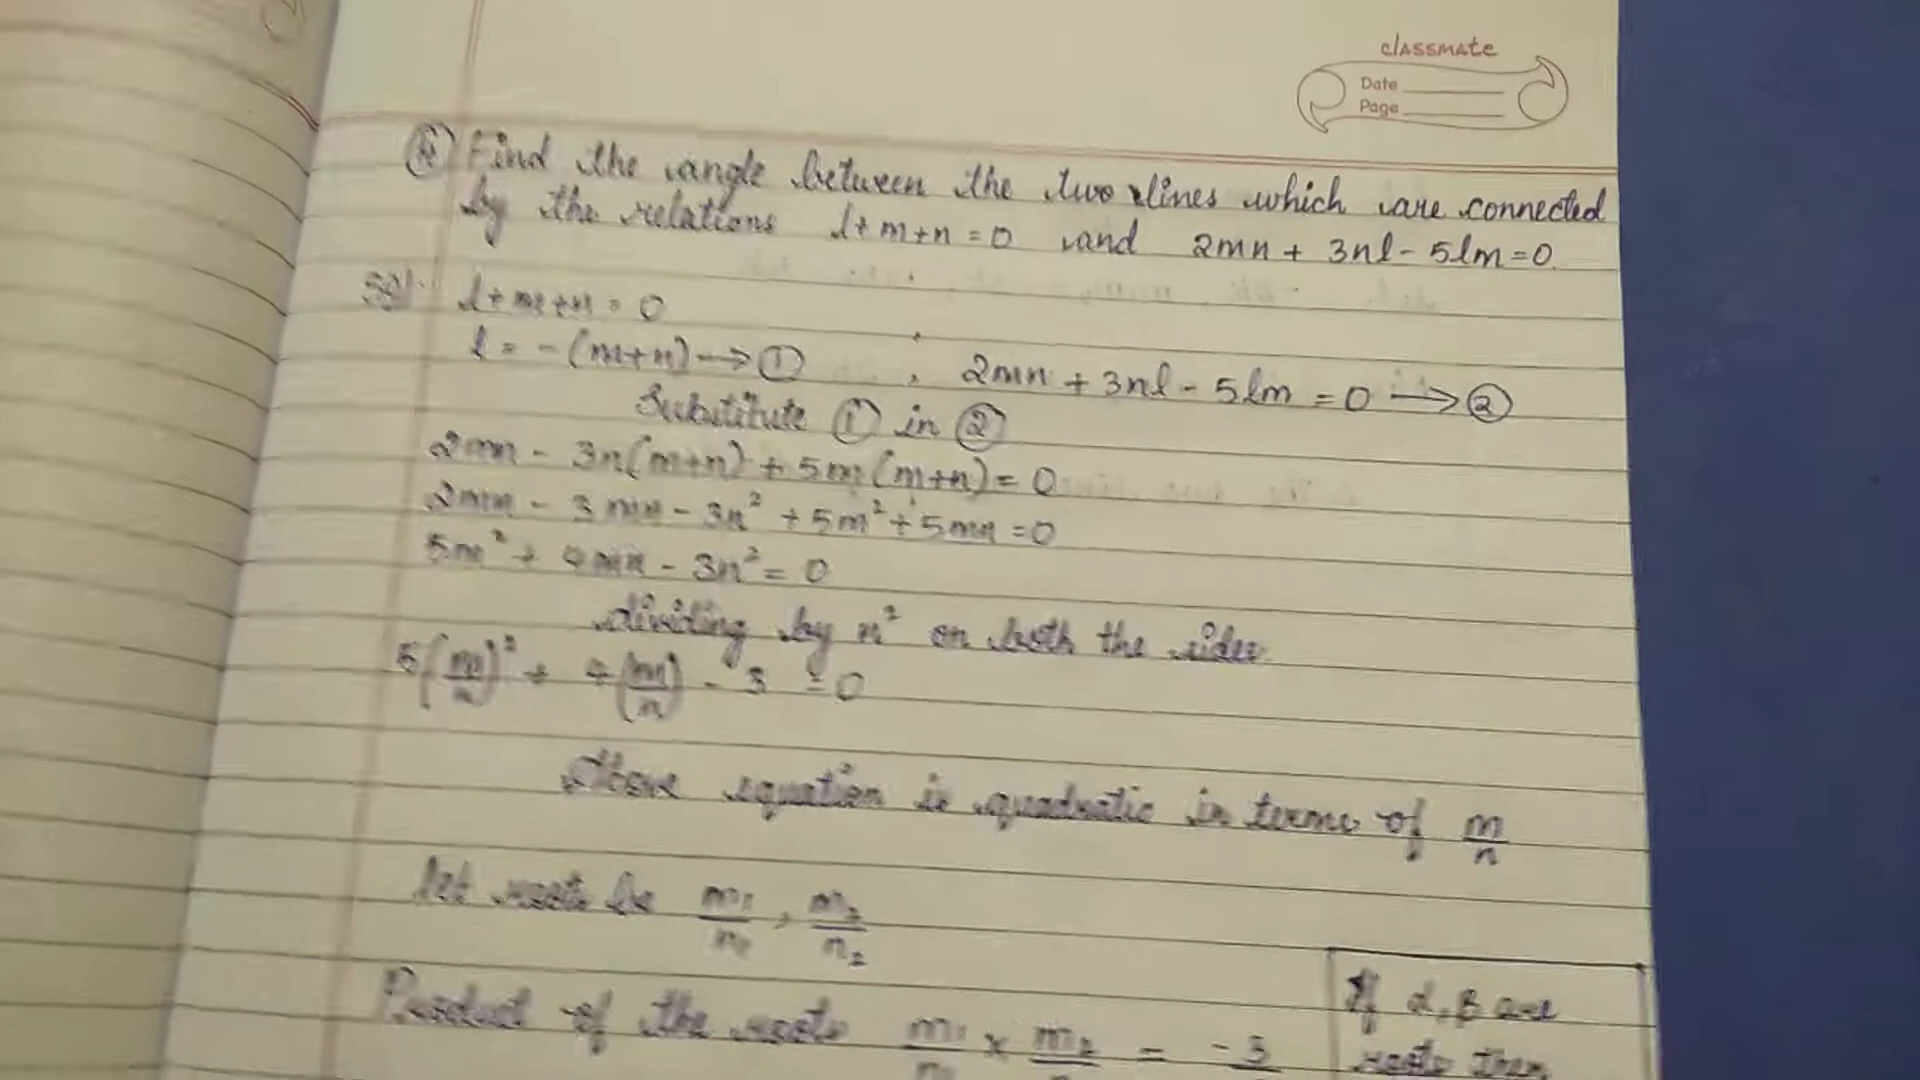 classmate
Date
Page
Find the angle between the two lines which are connected
by the relations l+m+n=0 and 2mn+3nl-5lm=0.
Sol: l+m+n=0
l = -(m+n) → ① , 2mn+3nl-5lm=0 → ②
Substitute ① in ②
2mn - 3n(m+n) + 5m(m+n) = 0
2mn - 3mn - 3n² + 5m² + 5mn = 0
5m² + 4mn - 3n² = 0
dividing by n² on both the sides
5(m/n)² + 4(m/n) - 3 = 0
Above equation is quadratic in terms of m/n
let roots be m₁/n₁, m₂/n₂
If α, β are
Product of the roots m₁/n₁ × m₂ = -3
roots then